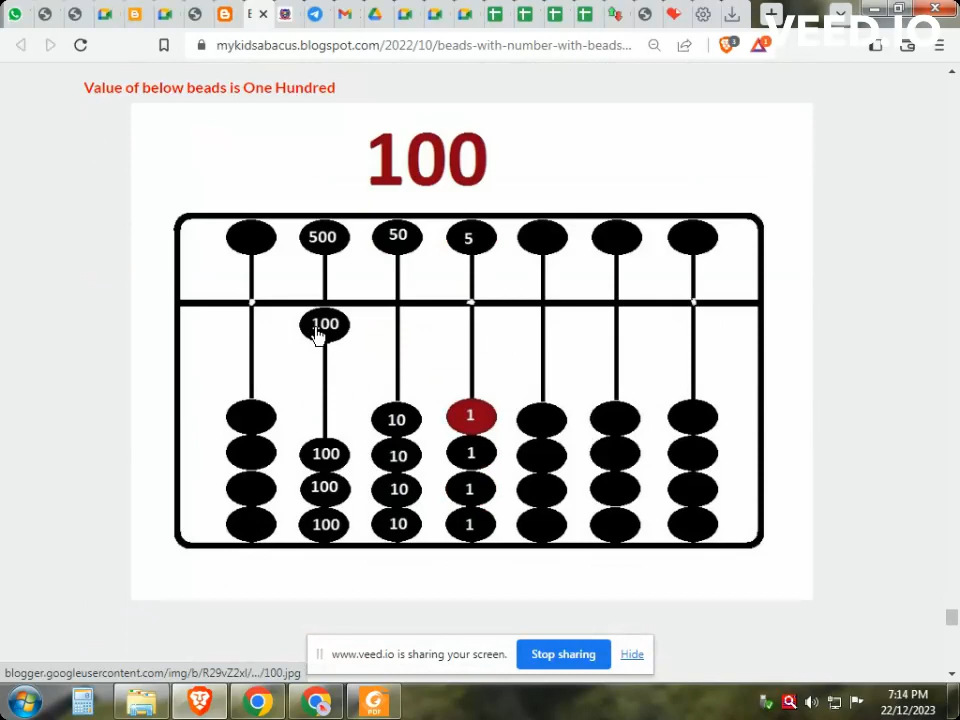 VEED.IO
mykidsabacus.blogspot.com/2022/10/beads-with-number-with-beads...
Value of below beads is One Hundred
100
500 50 5
100
10 1
100 10 1
100 10 1
100 10 1
www.veed.io is sharing your screen. Stop sharing Hide
blogger.googleusercontent.com/img/b/R29vZ2xl/.../100.jpg
7:14 PM
22/12/2023